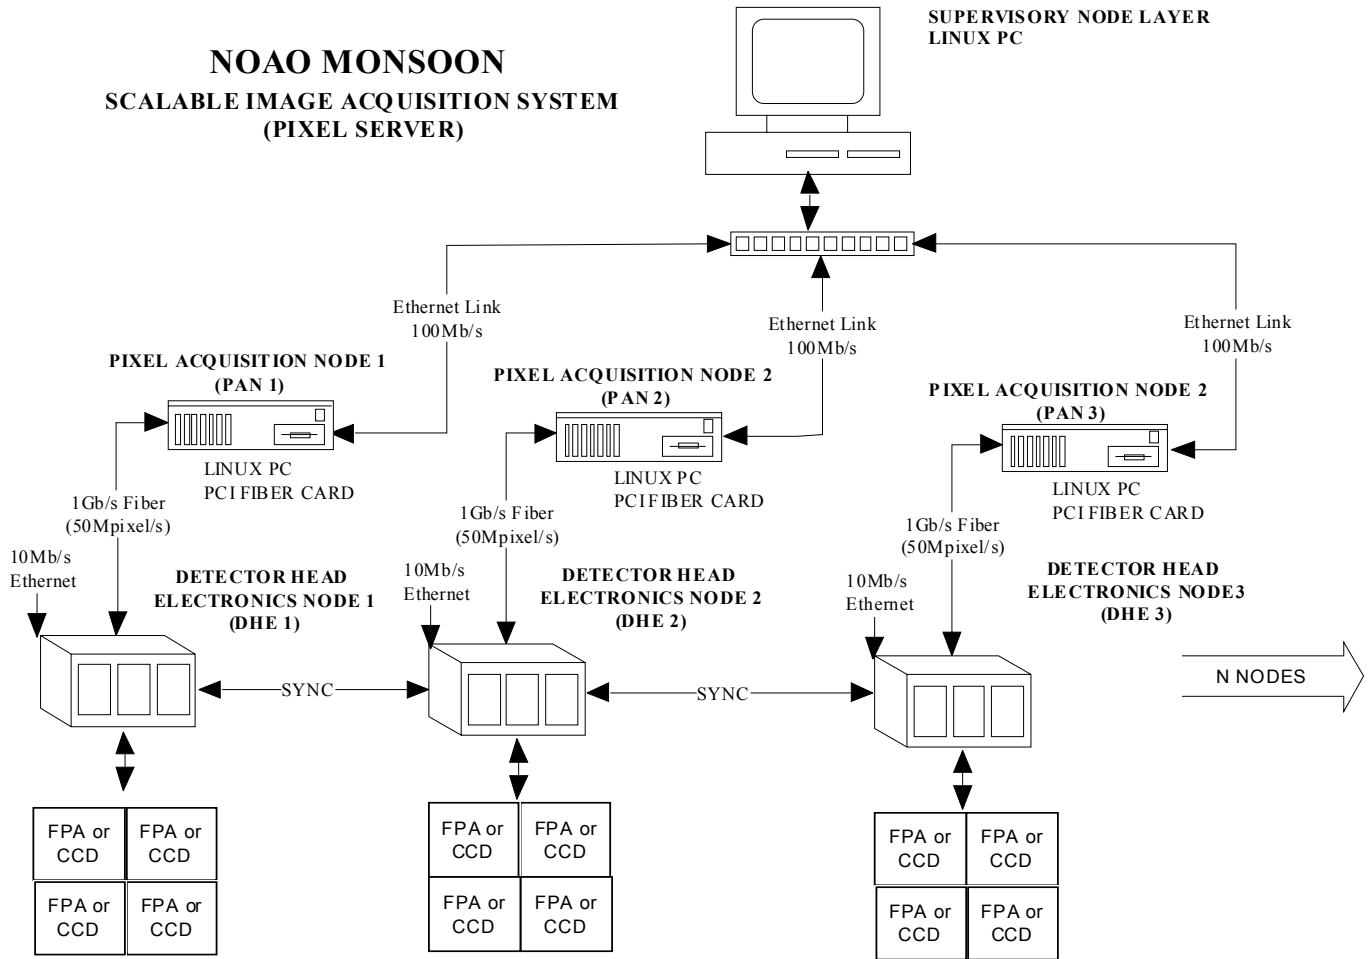 SUPERVISORY NODE LAYER
LINUX PC
NOAO MONSOON
SCALABLE IMAGE ACQUISITION SYSTEM
(PIXEL SERVER)
Ethernet Link
100Mb/s
Ethernet Link
100Mb/s
Ethernet Link
100Mb/s
PIXEL ACQUISITION NODE 1
(PAN 1)
PIXEL ACQUISITION NODE 2
(PAN 2)
PIXEL ACQUISITION NODE 2
(PAN 3)
LINUX PC
PCI FIBER CARD
LINUX PC
PCI FIBER CARD
LINUX PC
PCI FIBER CARD
1Gb/s Fiber
(50Mpixel/s)
1Gb/s Fiber
(50Mpixel/s)
1Gb/s Fiber
(50Mpixel/s)
10Mb/s
Ethernet
DETECTOR HEAD
ELECTRONICS NODE 1
(DHE 1)
10Mb/s
Ethernet
DETECTOR HEAD
ELECTRONICS NODE 2
(DHE 2)
10Mb/s
Ethernet
DETECTOR HEAD
ELECTRONICS NODE3
(DHE 3)
SYNC
SYNC
N NODES
FPA or
CCD
FPA or
CCD
FPA or
CCD
FPA or
CCD
FPA or
CCD
FPA or
CCD
FPA or
CCD
FPA or
CCD
FPA or
CCD
FPA or
CCD
FPA or
CCD
FPA or
CCD